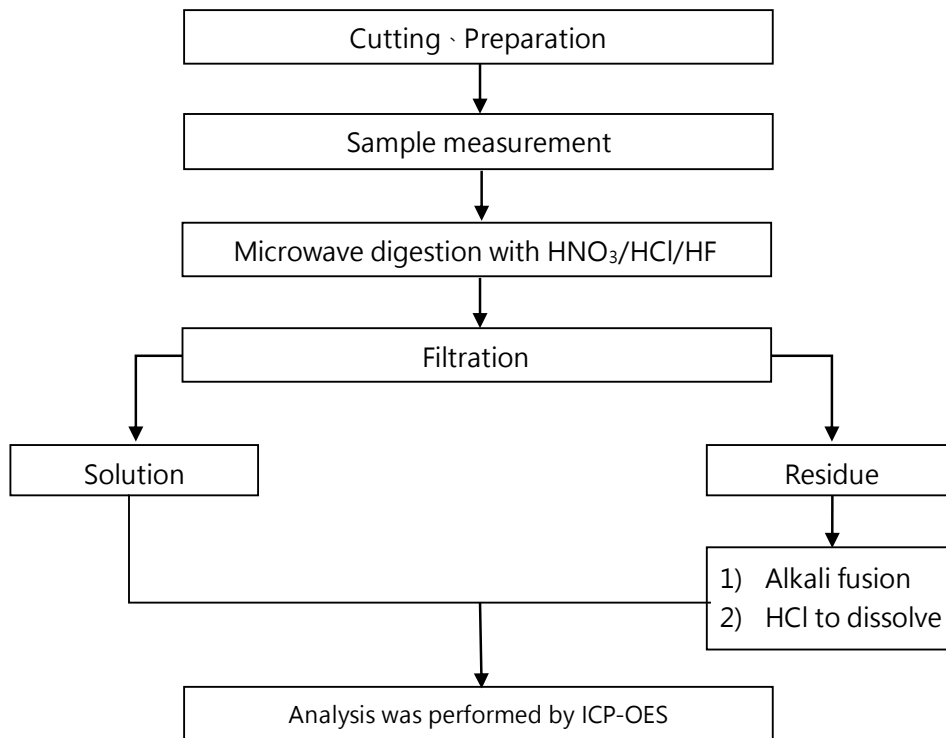 Cutting、Preparation
Sample measurement
Microwave digestion with HNO₃/HCl/HF
Filtration
Solution
Residue
1) Alkali fusion
2) HCl to dissolve
Analysis was performed by ICP-OES